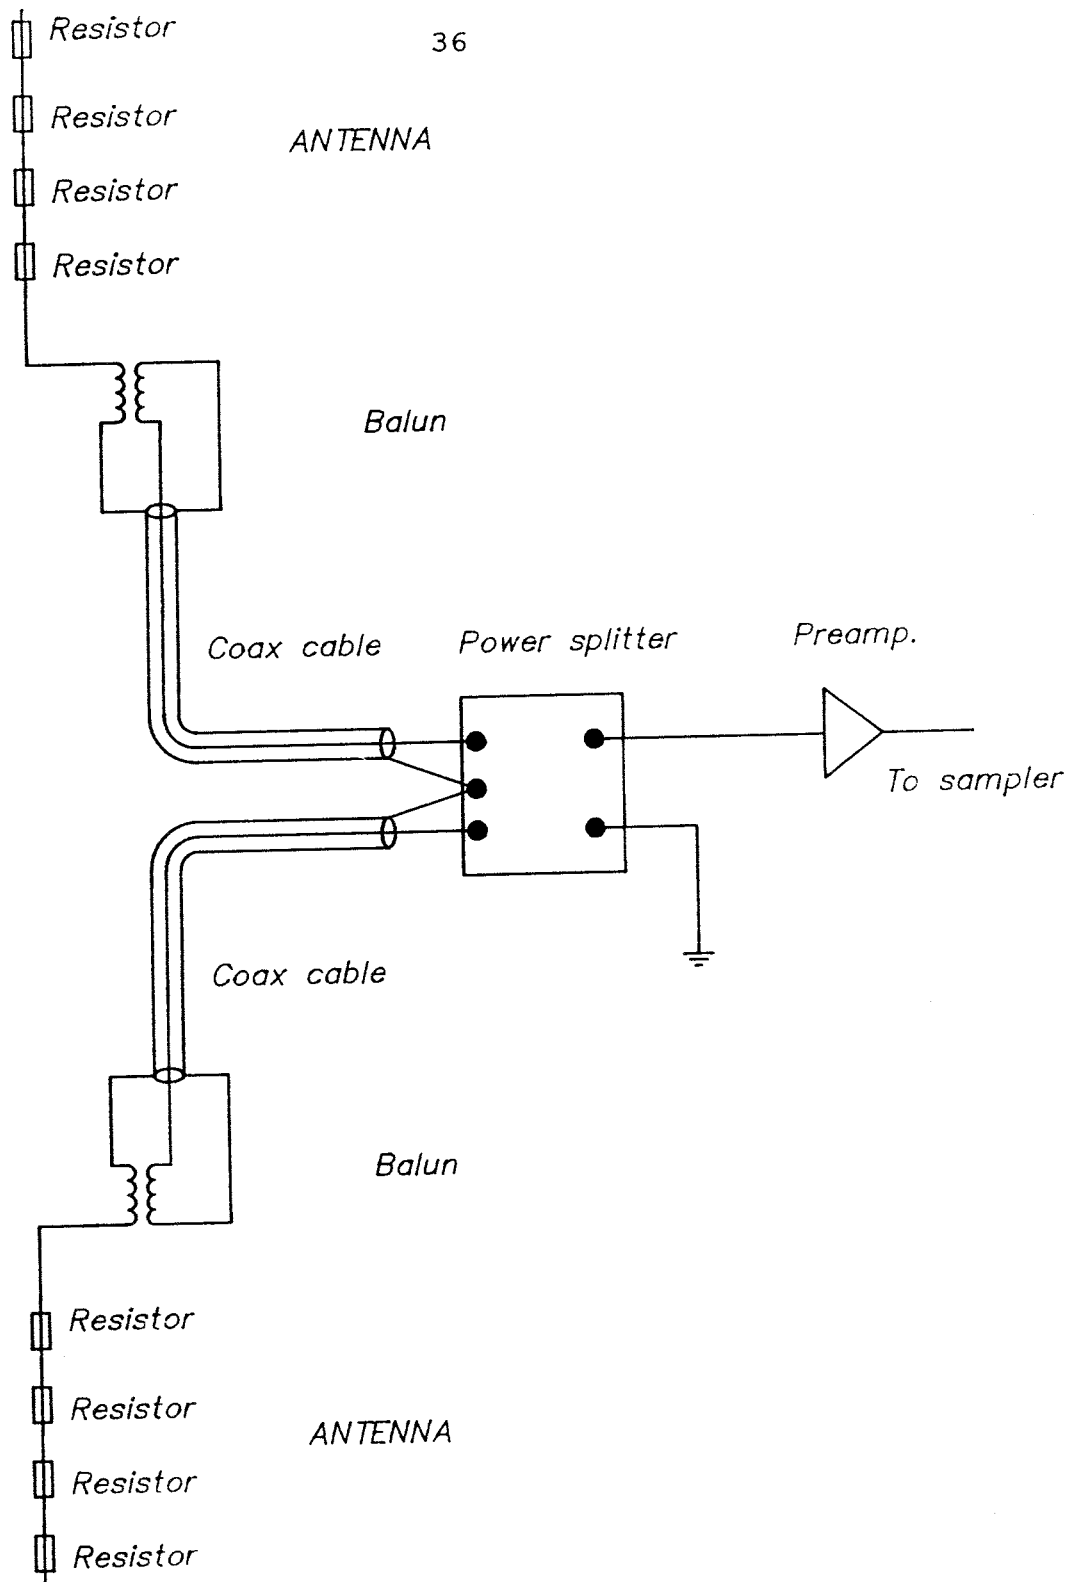 Resistor
36
Resistor
ANTENNA
Resistor
Resistor
Balun
Coax cable
Power splitter
Preamp.
To sampler
Coax cable
Balun
Resistor
Resistor
ANTENNA
Resistor
Resistor